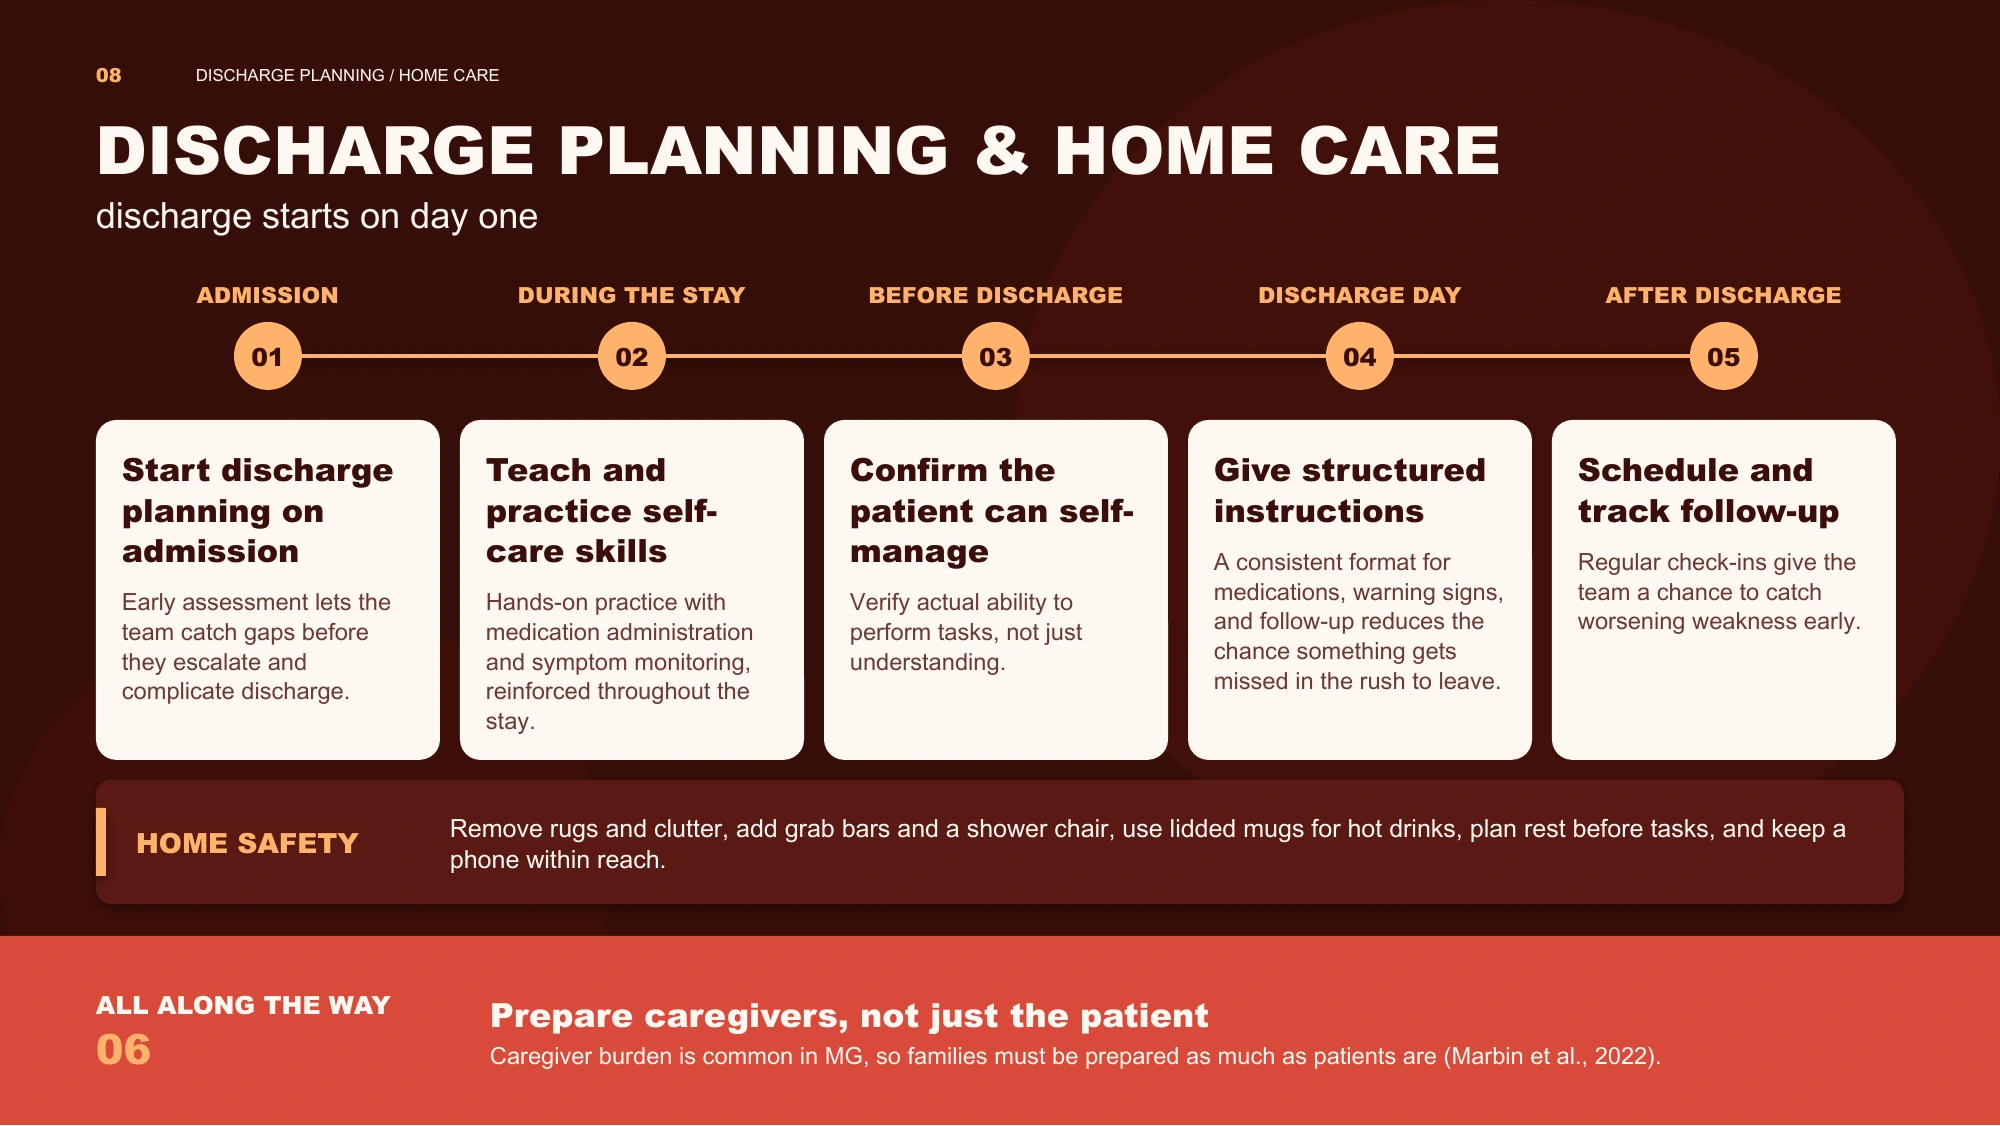 08 DISCHARGE PLANNING / HOME CARE
DISCHARGE PLANNING & HOME CARE
discharge starts on day one
ADMISSION
01
Start discharge
planning on
admission
Early assessment lets the
team catch gaps before
they escalate and
complicate discharge.
DURING THE STAY
02
Teach and
practice self-
care skills
Hands-on practice with
medication administration
and symptom monitoring,
reinforced throughout the
stay.
BEFORE DISCHARGE
03
Confirm the
patient can self-
manage
Verify actual ability to
perform tasks, not just
understanding.
DISCHARGE DAY
04
Give structured
instructions
A consistent format for
medications, warning signs,
and follow-up reduces the
chance something gets
missed in the rush to leave.
AFTER DISCHARGE
05
Schedule and
track follow-up
Regular check-ins give the
team a chance to catch
worsening weakness early.
HOME SAFETY
Remove rugs and clutter, add grab bars and a shower chair, use lidded mugs for hot drinks, plan rest before tasks, and keep a
phone within reach.
ALL ALONG THE WAY
06
Prepare caregivers, not just the patient
Caregiver burden is common in MG, so families must be prepared as much as patients are (Marbin et al., 2022).